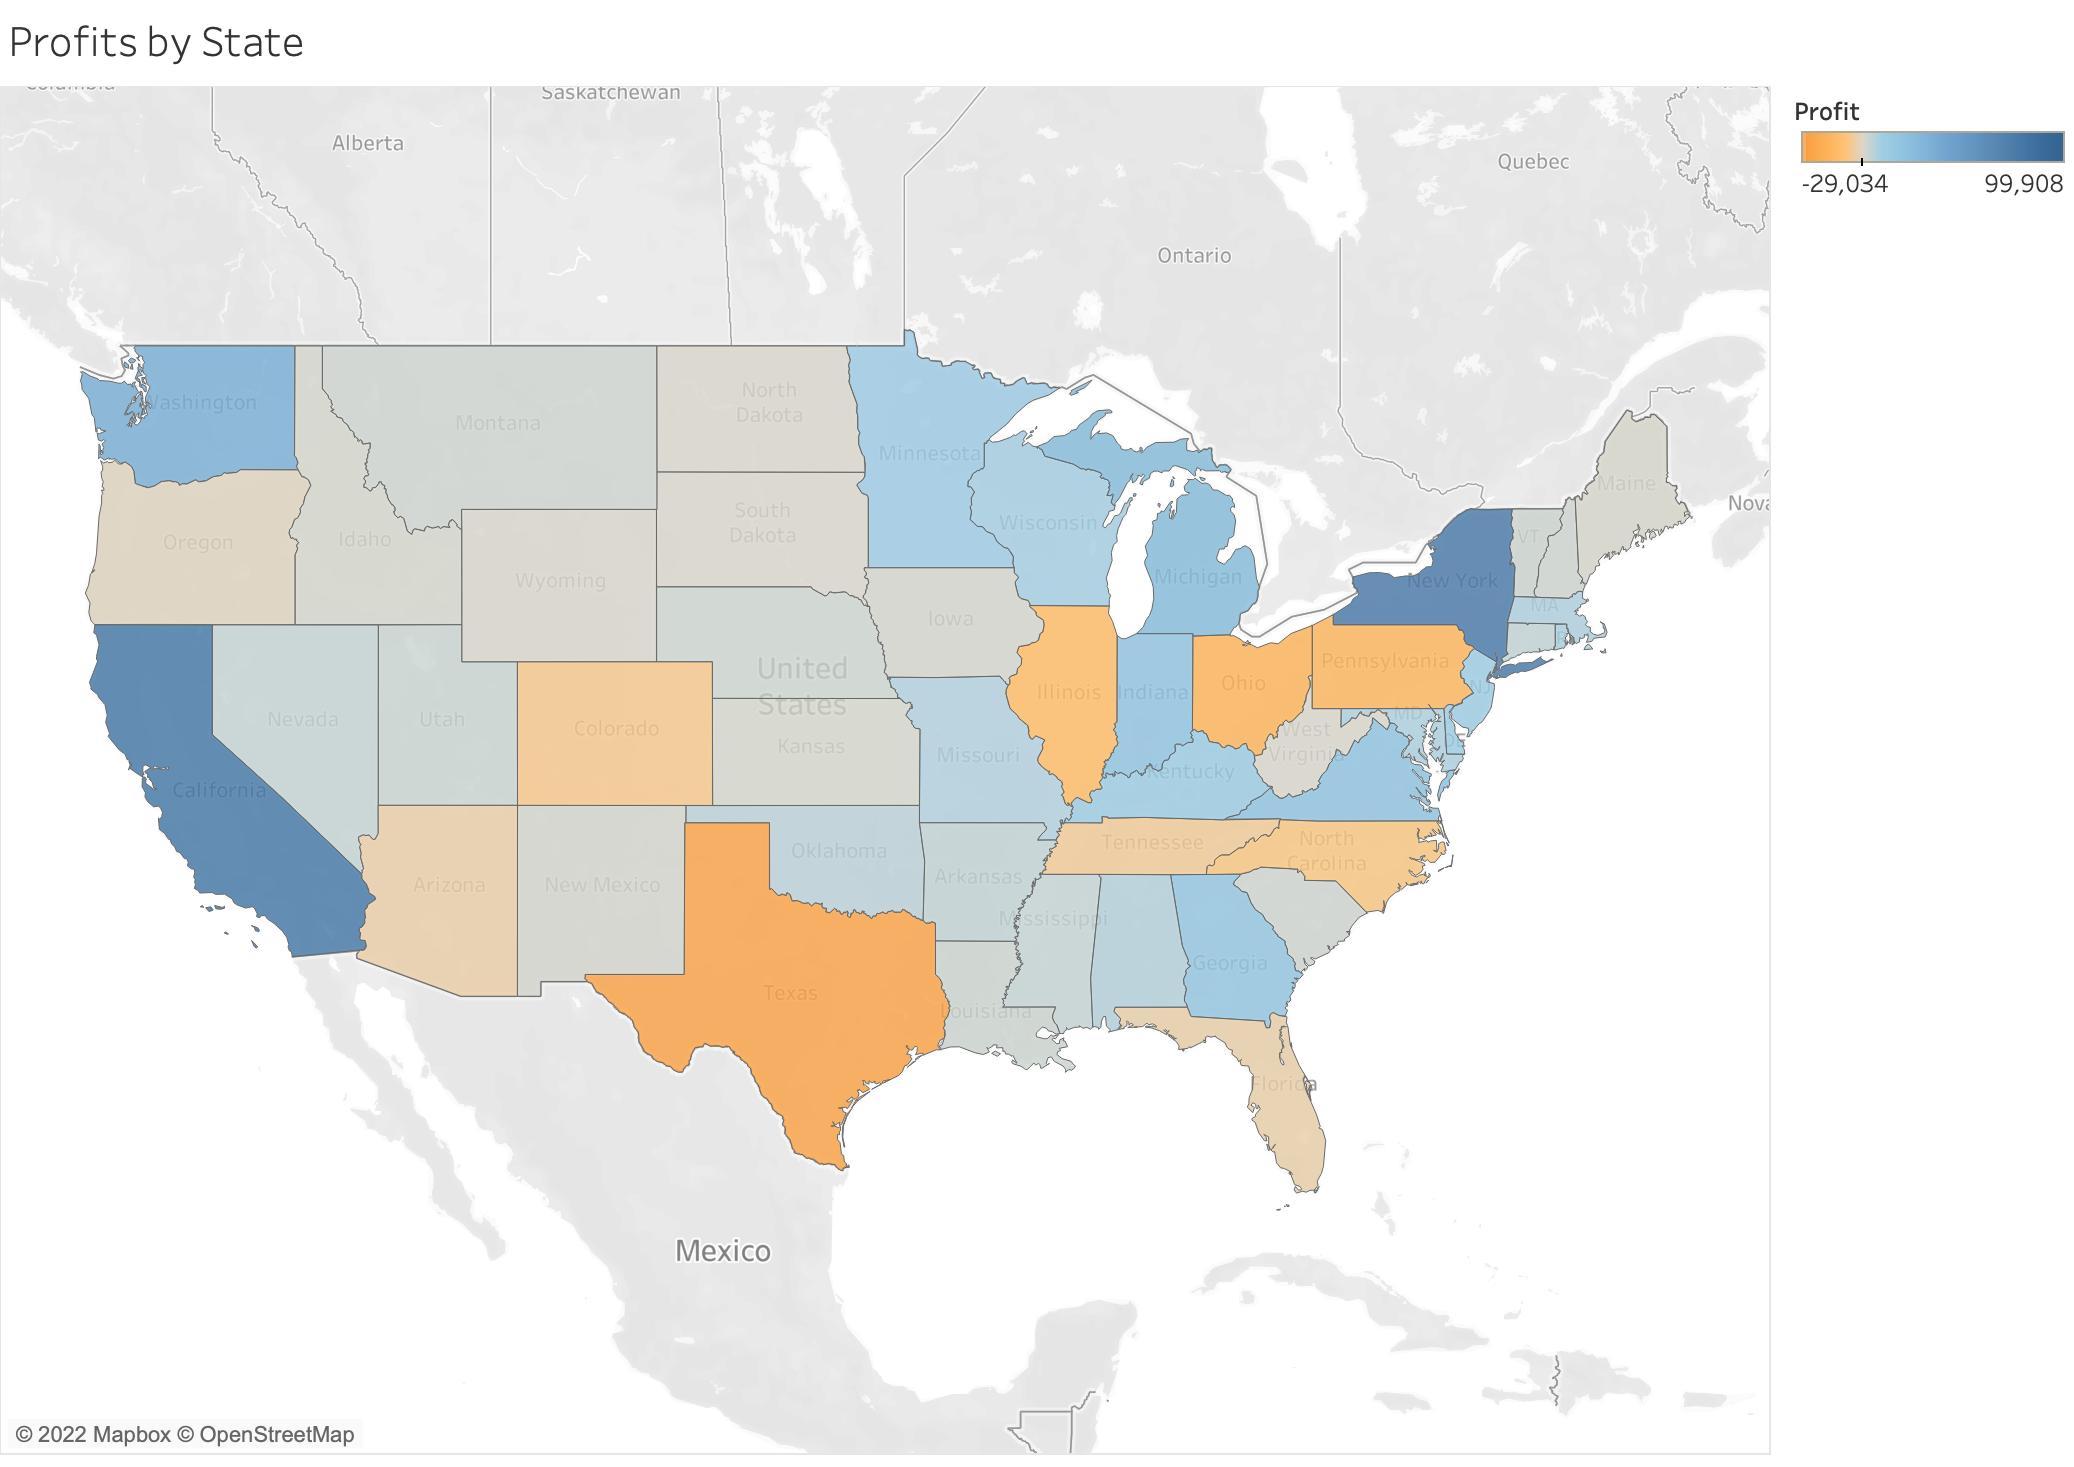 Profits by State
Profit
-29,034
99,908
Saskatchewan
Alberta
Quebec
Ontario
Washington
Montana
North
Dakota
Minnesota
Maine
Nova
Oregon
Idaho
South
Dakota
Wisconsin
VT
Wyoming
Michigan
New York
MA
Iowa
United
States
Illinois
Indiana
Ohio
Pennsylvania
NJ
Nevada
Utah
Colorado
Kansas
Missouri
West
Virginia
MD
DE
California
Kentucky
Oklahoma
Tennessee
North
Carolina
Arizona
New Mexico
Arkansas
Mississippi
Georgia
Texas
Louisiana
Florida
Mexico
© 2022 Mapbox © OpenStreetMap